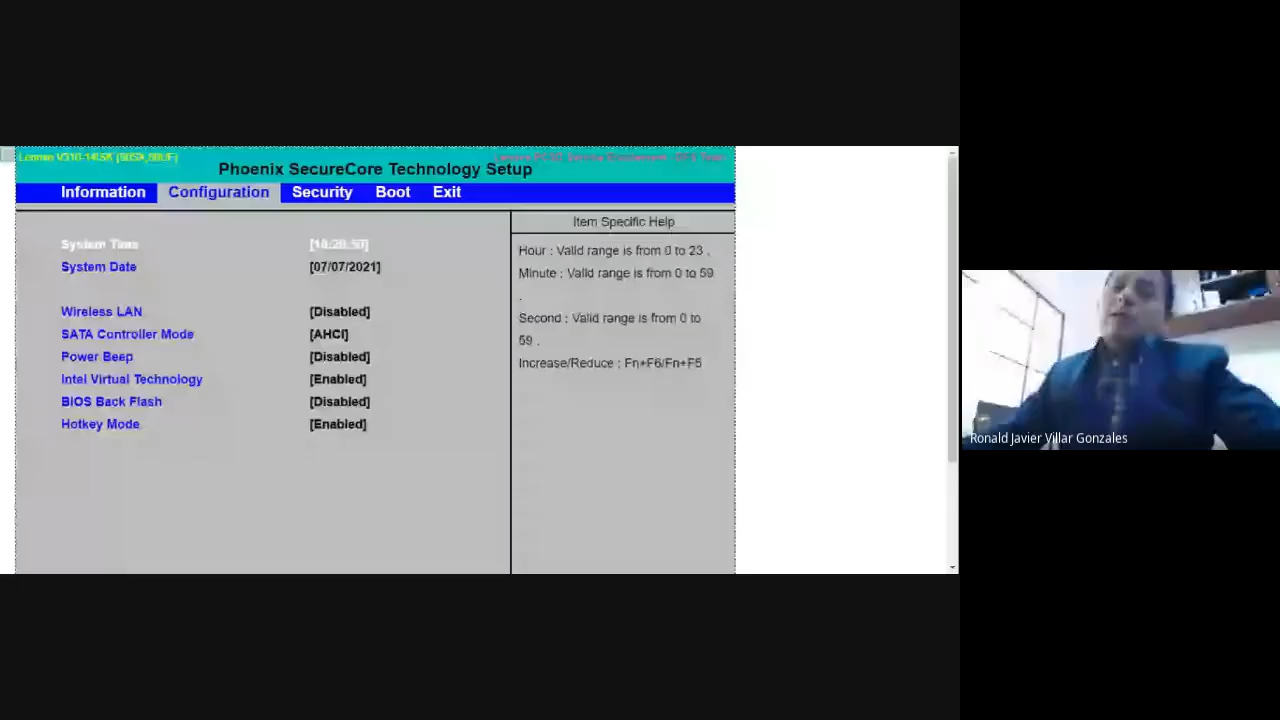 Phoenix SecureCore Technology Setup
Information Configuration Security Boot Exit
Item Specific Help
System Time
System Date [07/07/2021]
Wireless LAN [Disabled]
SATA Controller Mode [AHCI]
Power Beep [Disabled]
Intel Virtual Technology [Enabled]
BIOS Back Flash [Disabled]
Hotkey Mode [Enabled]
Hour : Valid range is from 0 to 23 .
Minute : Valid range is from 0 to 59
.
Second : Valid range is from 0 to
59 .
Increase/Reduce : Fn+F6/Fn+F5
Ronald Javier Villar Gonzales